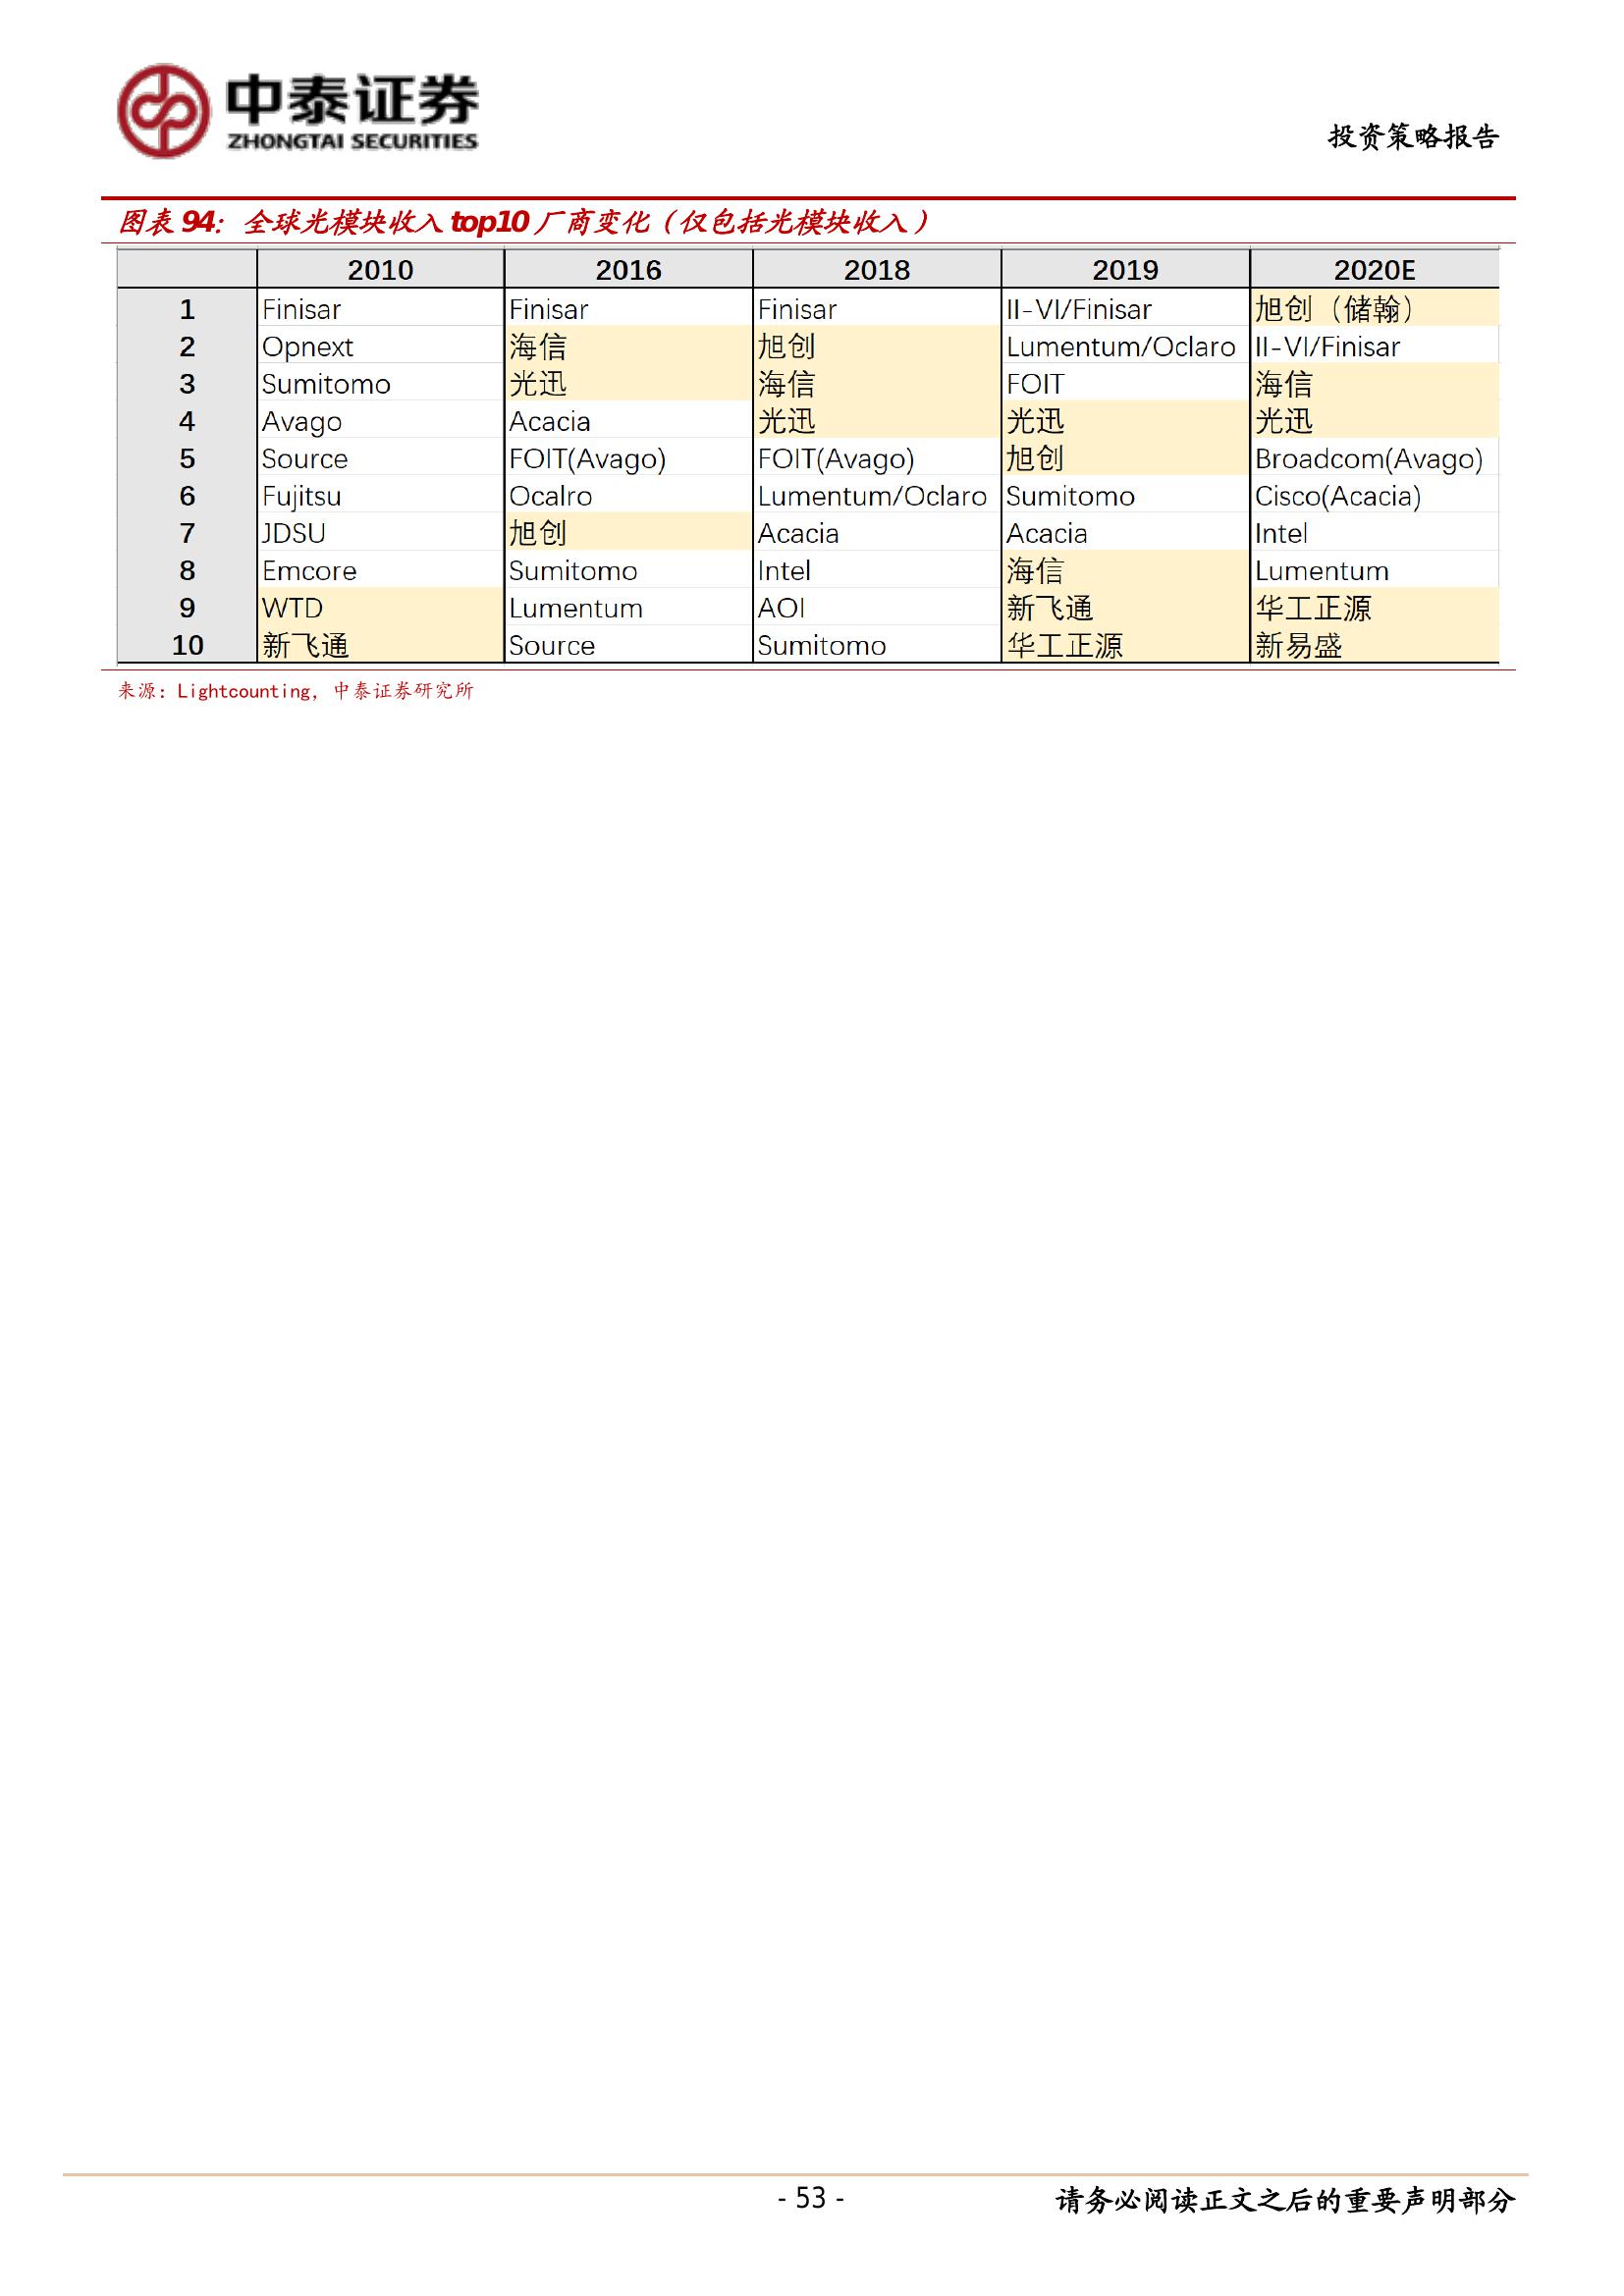 中泰证券
ZHONGTAI SECURITIES
投资策略报告
图表 94：全球光模块收入 top10 厂商变化（仅包括光模块收入）
2010 2016 2018 2019 2020E
1 Finisar Finisar Finisar II-VI/Finisar 旭创（储翰）
2 Opnext 海信 旭创 Lumentum/Oclaro II-VI/Finisar
3 Sumitomo 光迅 海信 FOIT 海信
4 Avago Acacia 光迅 光迅 光迅
5 Source FOIT(Avago) FOIT(Avago) 旭创 Broadcom(Avago)
6 Fujitsu Ocalro Lumentum/Oclaro Sumitomo Cisco(Acacia)
7 JDSU 旭创 Acacia Acacia Intel
8 Emcore Sumitomo Intel 海信 Lumentum
9 WTD Lumentum AOI 新飞通 华工正源
10 新飞通 Source Sumitomo 华工正源 新易盛
来源：Lightcounting，中泰证券研究所
- 53 -
请务必阅读正文之后的重要声明部分